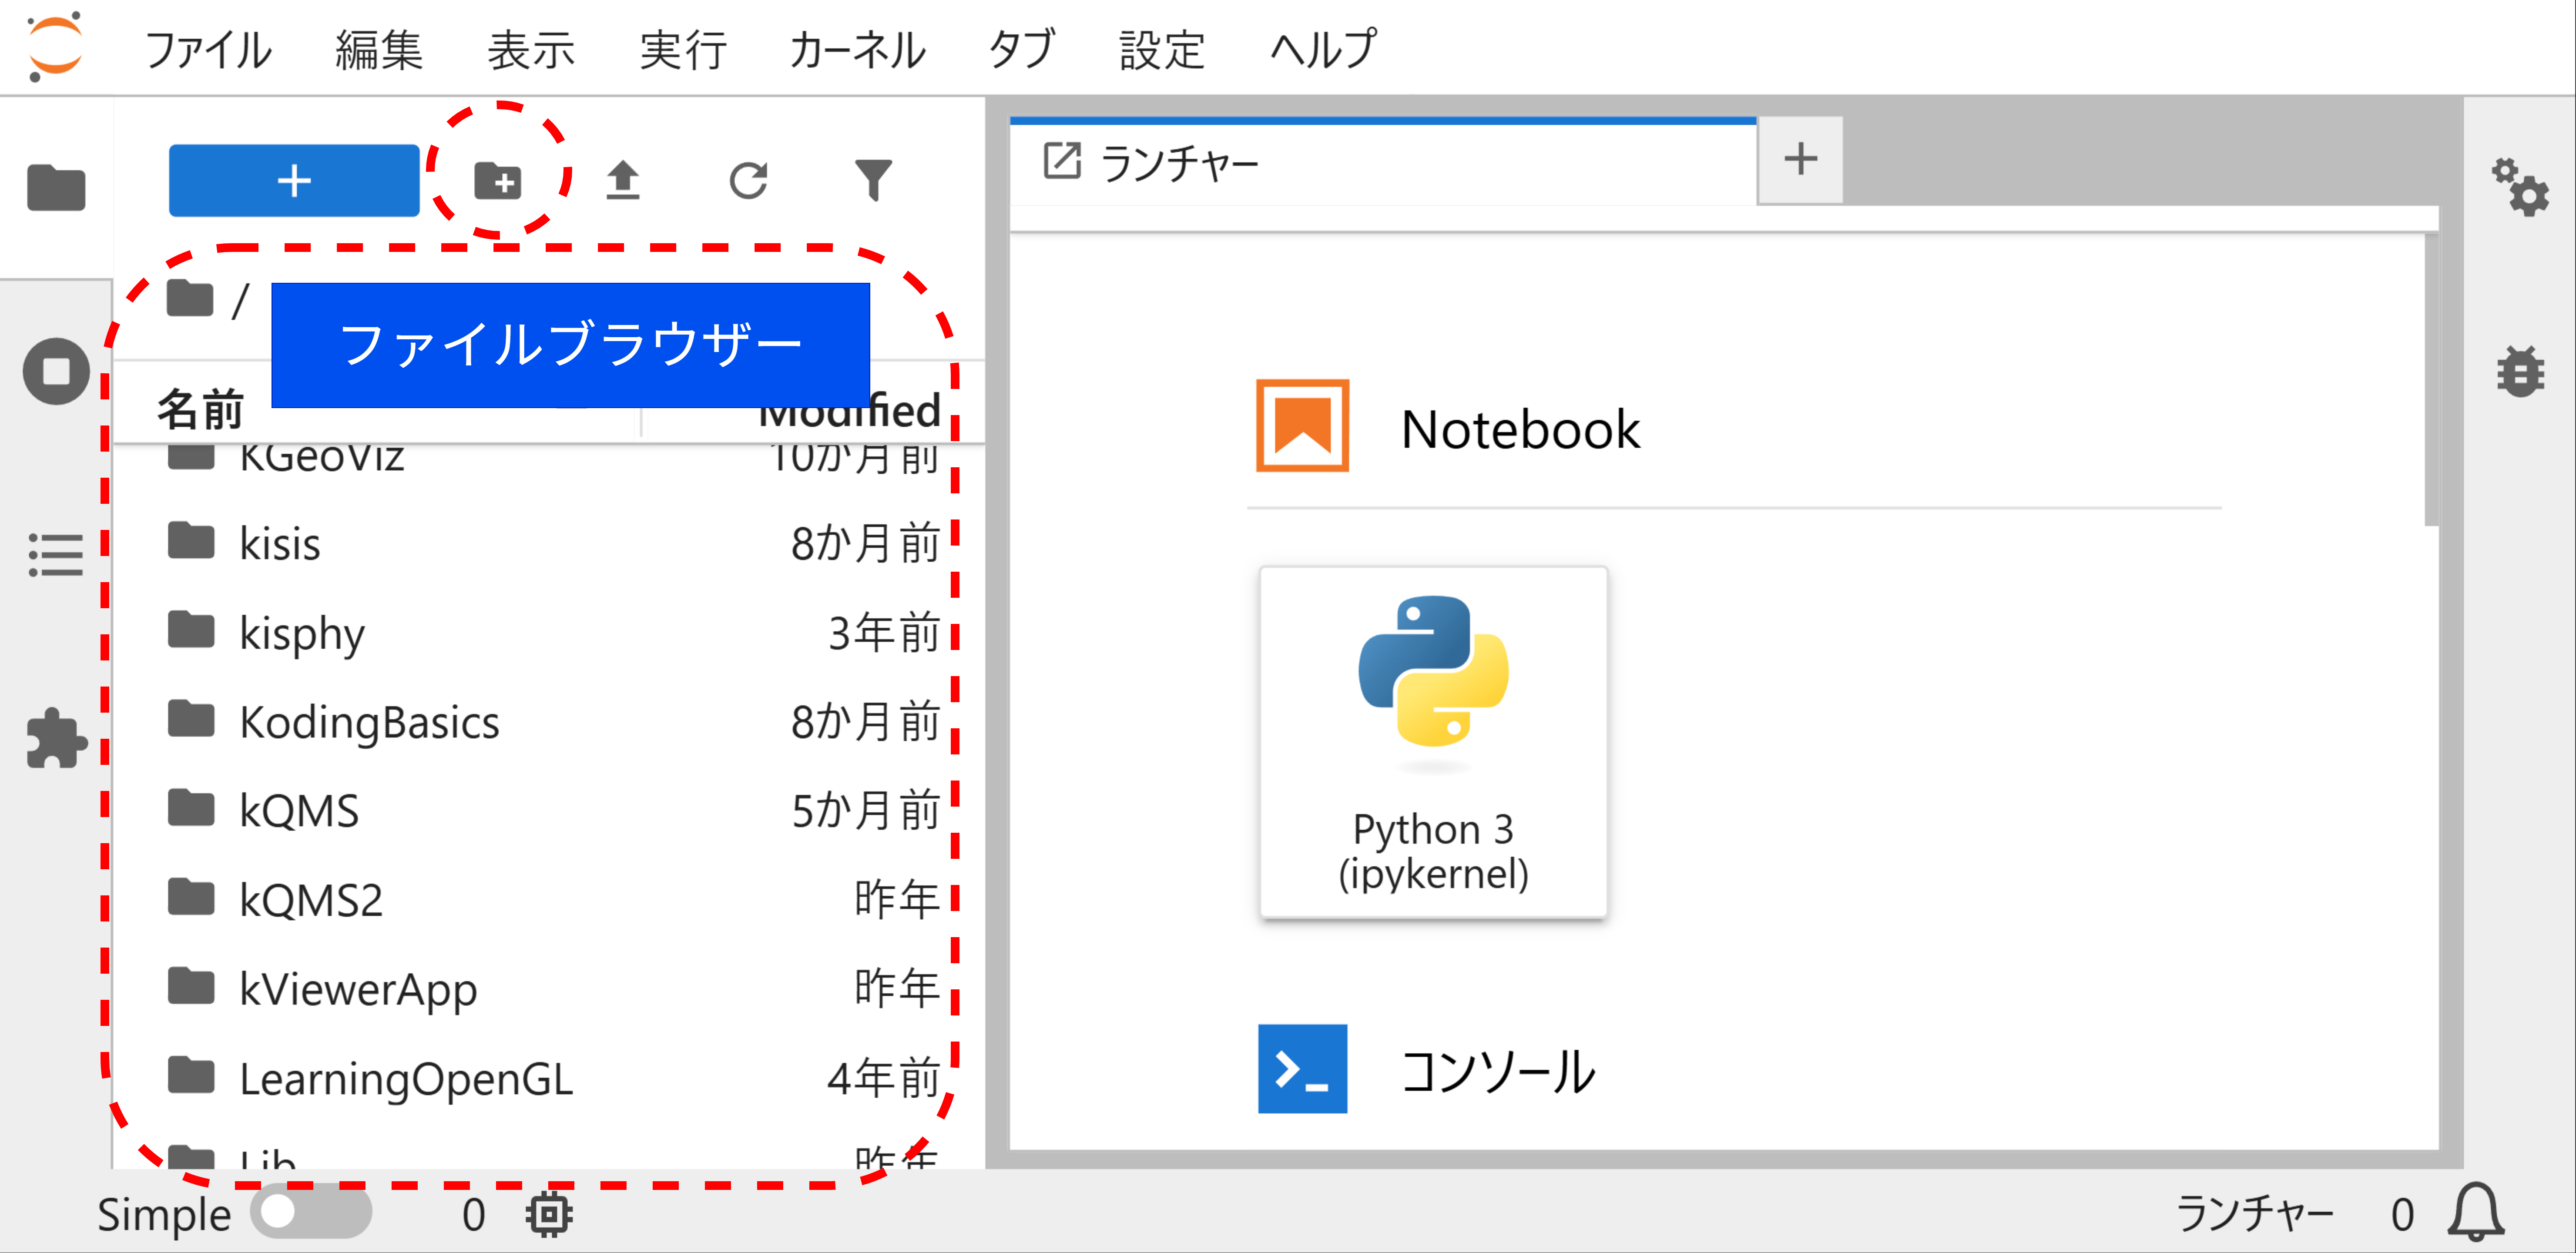 ファイル 編集 表示 実行 カーネル タブ 設定 ヘルプ
ランチャー
/
ファイルブラウザー
名前 Modified
KGeoViz 10か月前
kisis 8か月前
kisphy 3年前
KodingBasics 8か月前
kQMS 5か月前
kQMS2 昨年
kViewerApp 昨年
LearningOpenGL 4年前
Lib 昨年
Notebook
Python 3
(ipykernel)
コンソール
Simple 0 ランチャー 0